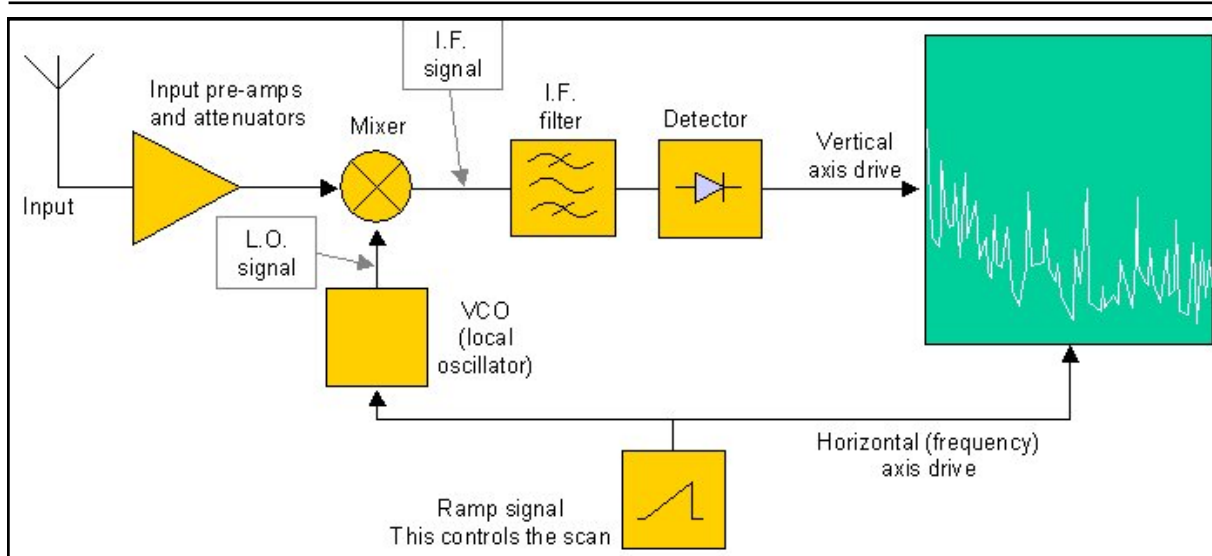 I.F.
signal
Input pre-amps
and attenuators
Mixer
I.F.
filter
Detector
Vertical
axis drive
Input
L.O.
signal
VCO
(local
oscillator)
Horizontal (frequency)
axis drive
Ramp signal
This controls the scan